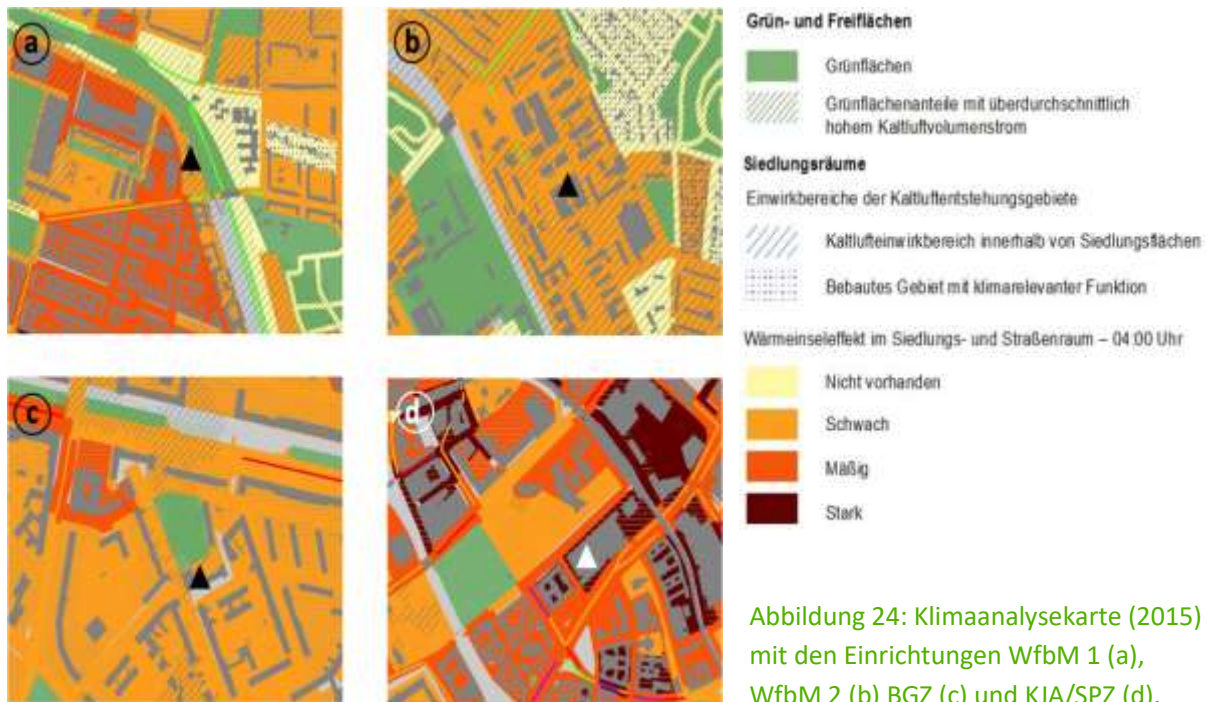 a
b
c
d
Grün- und Freiflächen
Grünflächen
Grünflächenanteile mit überdurchschnittlich
hohem Kaltluftvolumenstrom
Siedlungsräume
Einwirkbereiche der Kaltluftentstehungsgebiete
Kaltlufteinwirkbereich innerhalb von Siedlungsflächen
Bebautes Gebiet mit klimarelevanter Funktion
Wärmeinseleffekt im Siedlungs- und Straßenraum – 04:00 Uhr
Nicht vorhanden
Schwach
Mäßig
Stark
Abbildung 24: Klimaanalysekarte (2015)
mit den Einrichtungen WfbM 1 (a),
WfbM 2 (b) BGZ (c) und KJA/SPZ (d).